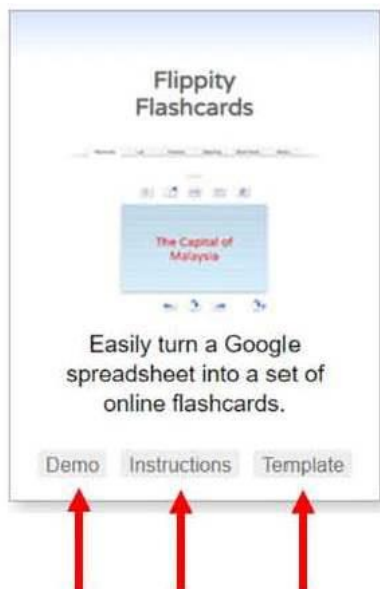 Flippity
Flashcards
The Capital of
Malaysia
Easily turn a Google
spreadsheet into a set of
online flashcards.
Demo Instructions Template